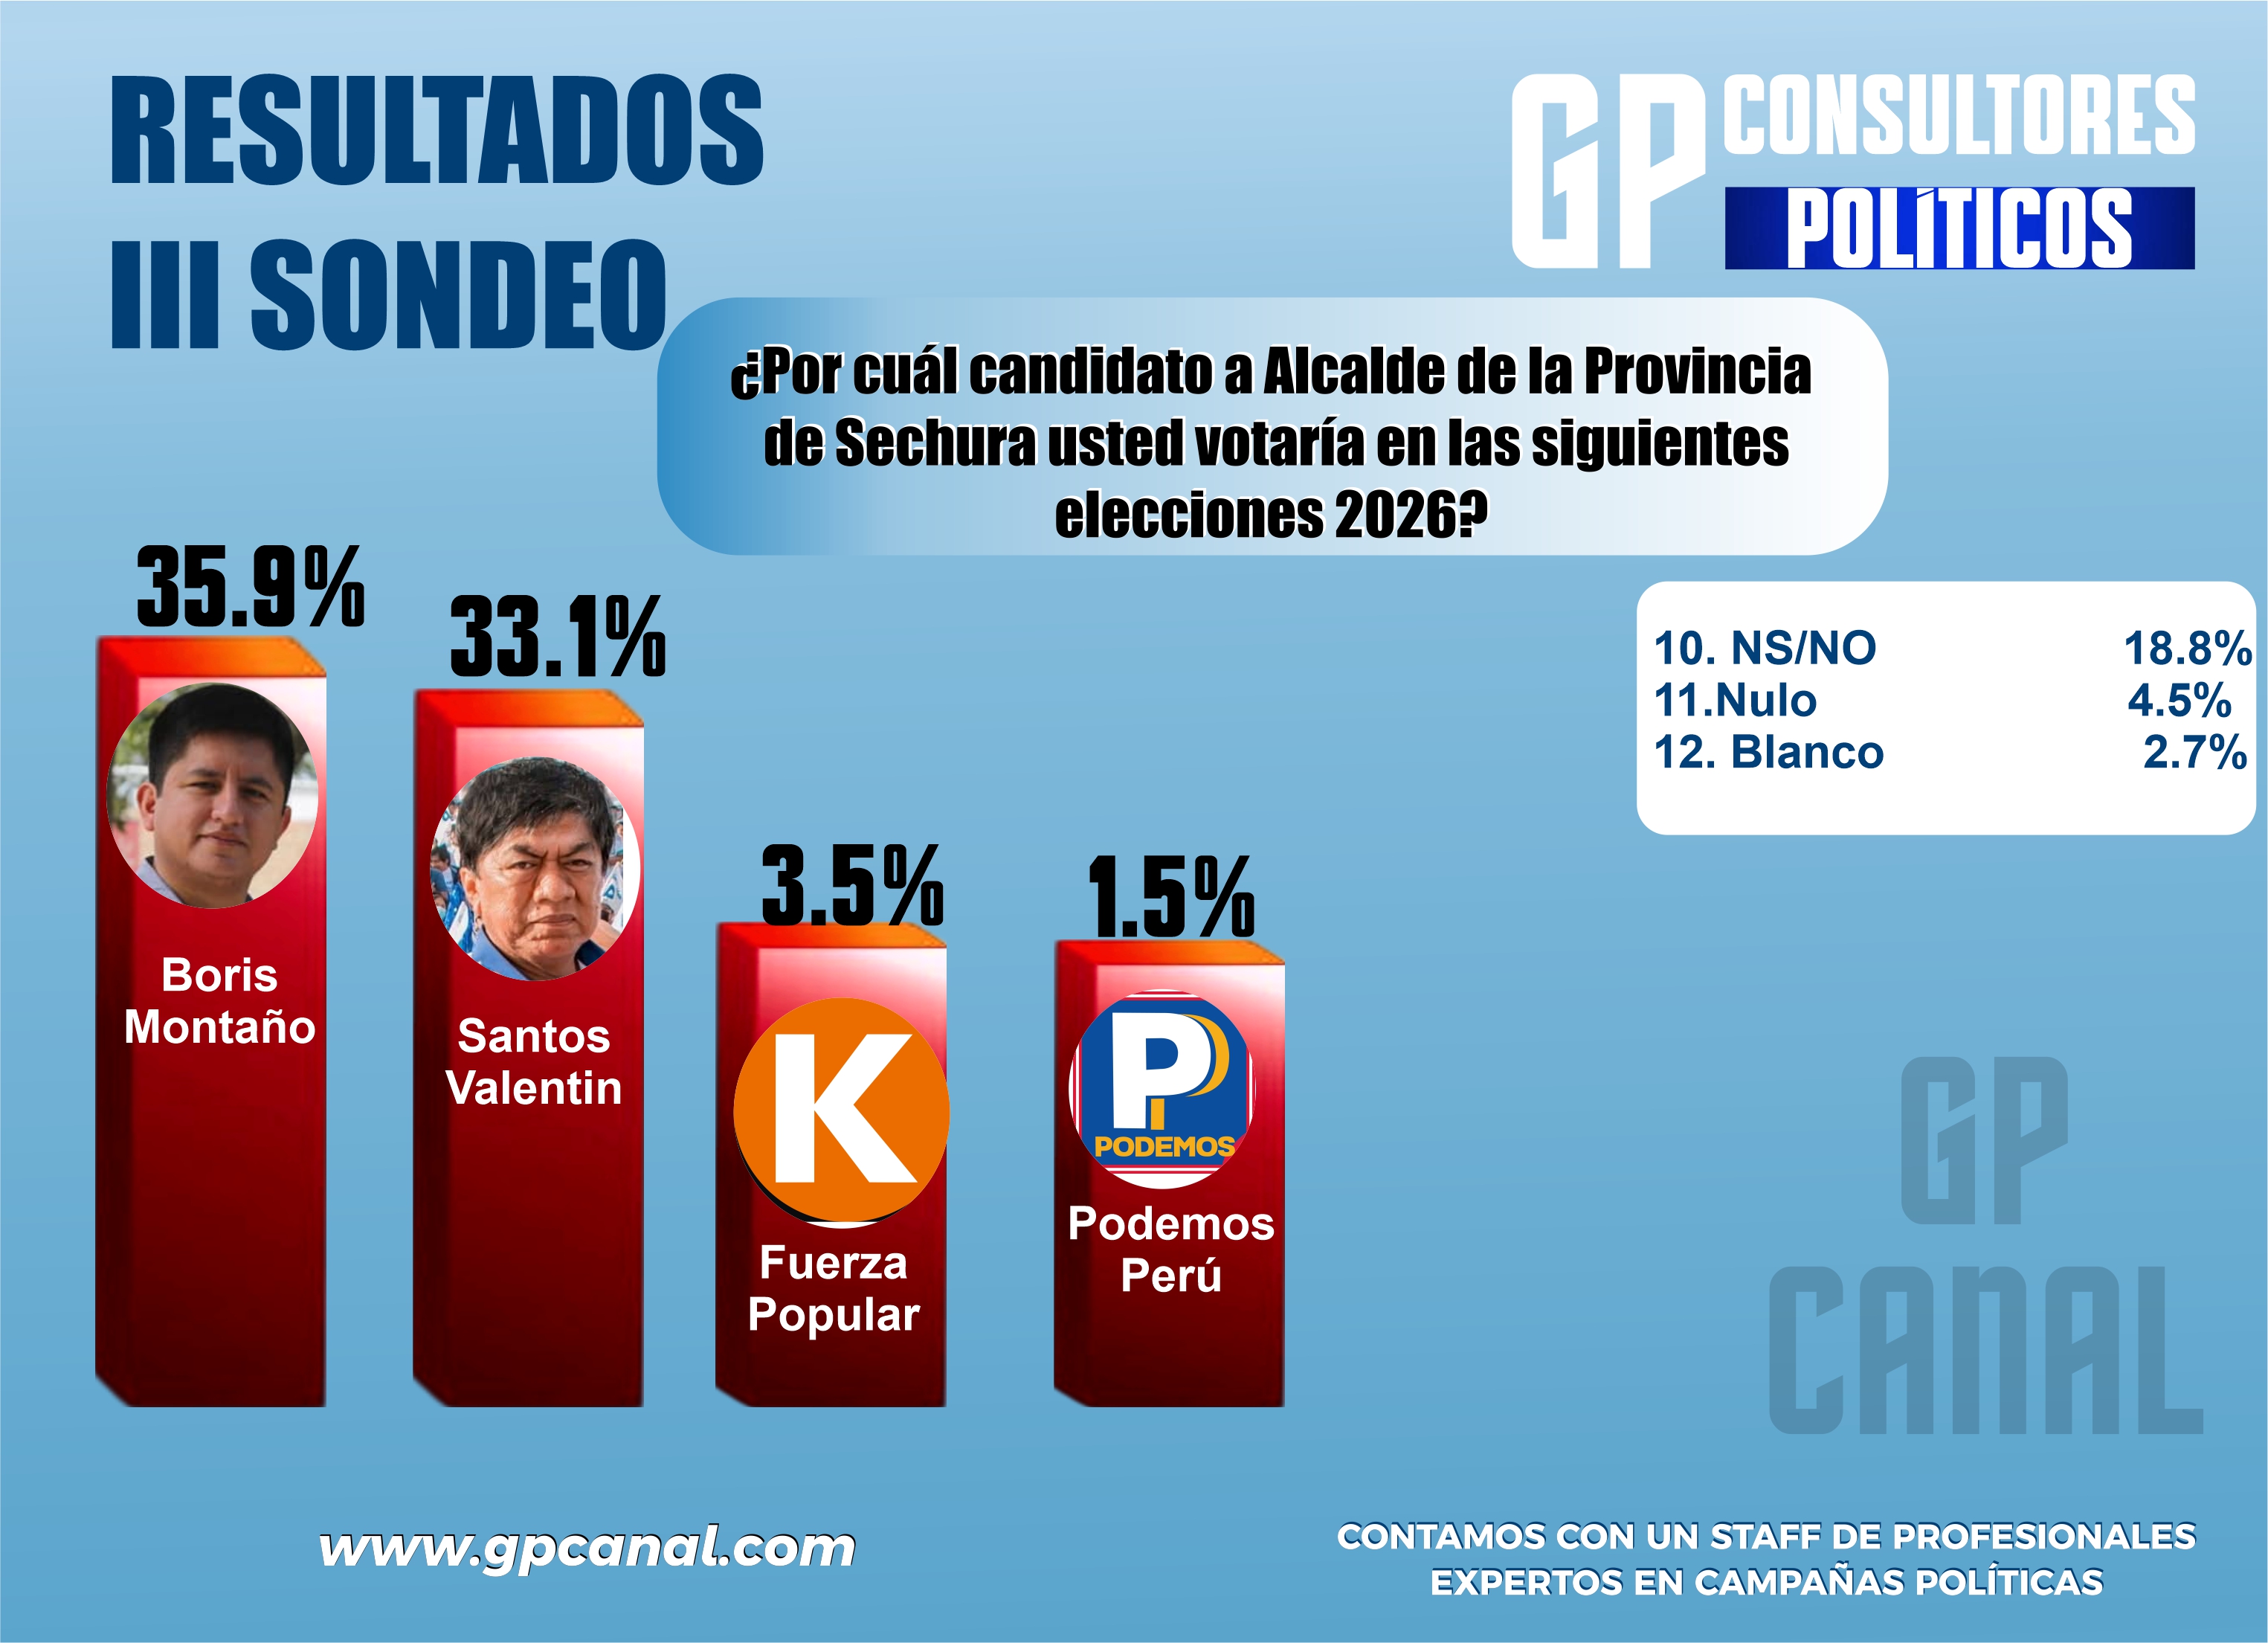 RESULTADOS
III SONDEO
GP CONSULTORES
POLÍTICOS
¿Por cuál candidato a Alcalde de la Provincia
de Sechura usted votaría en las siguientes
elecciones 2026?
35.9%
33.1%
3.5%
1.5%
10. NS/NO 18.8%
11.Nulo 4.5%
12. Blanco 2.7%
Boris
Montaño
Santos
Valentin
K
Fuerza
Popular
P
PODEMOS
Podemos
Perú
GP
CANAL
www.gpcanal.com
CONTAMOS CON UN STAFF DE PROFESIONALES
EXPERTOS EN CAMPAÑAS POLÍTICAS